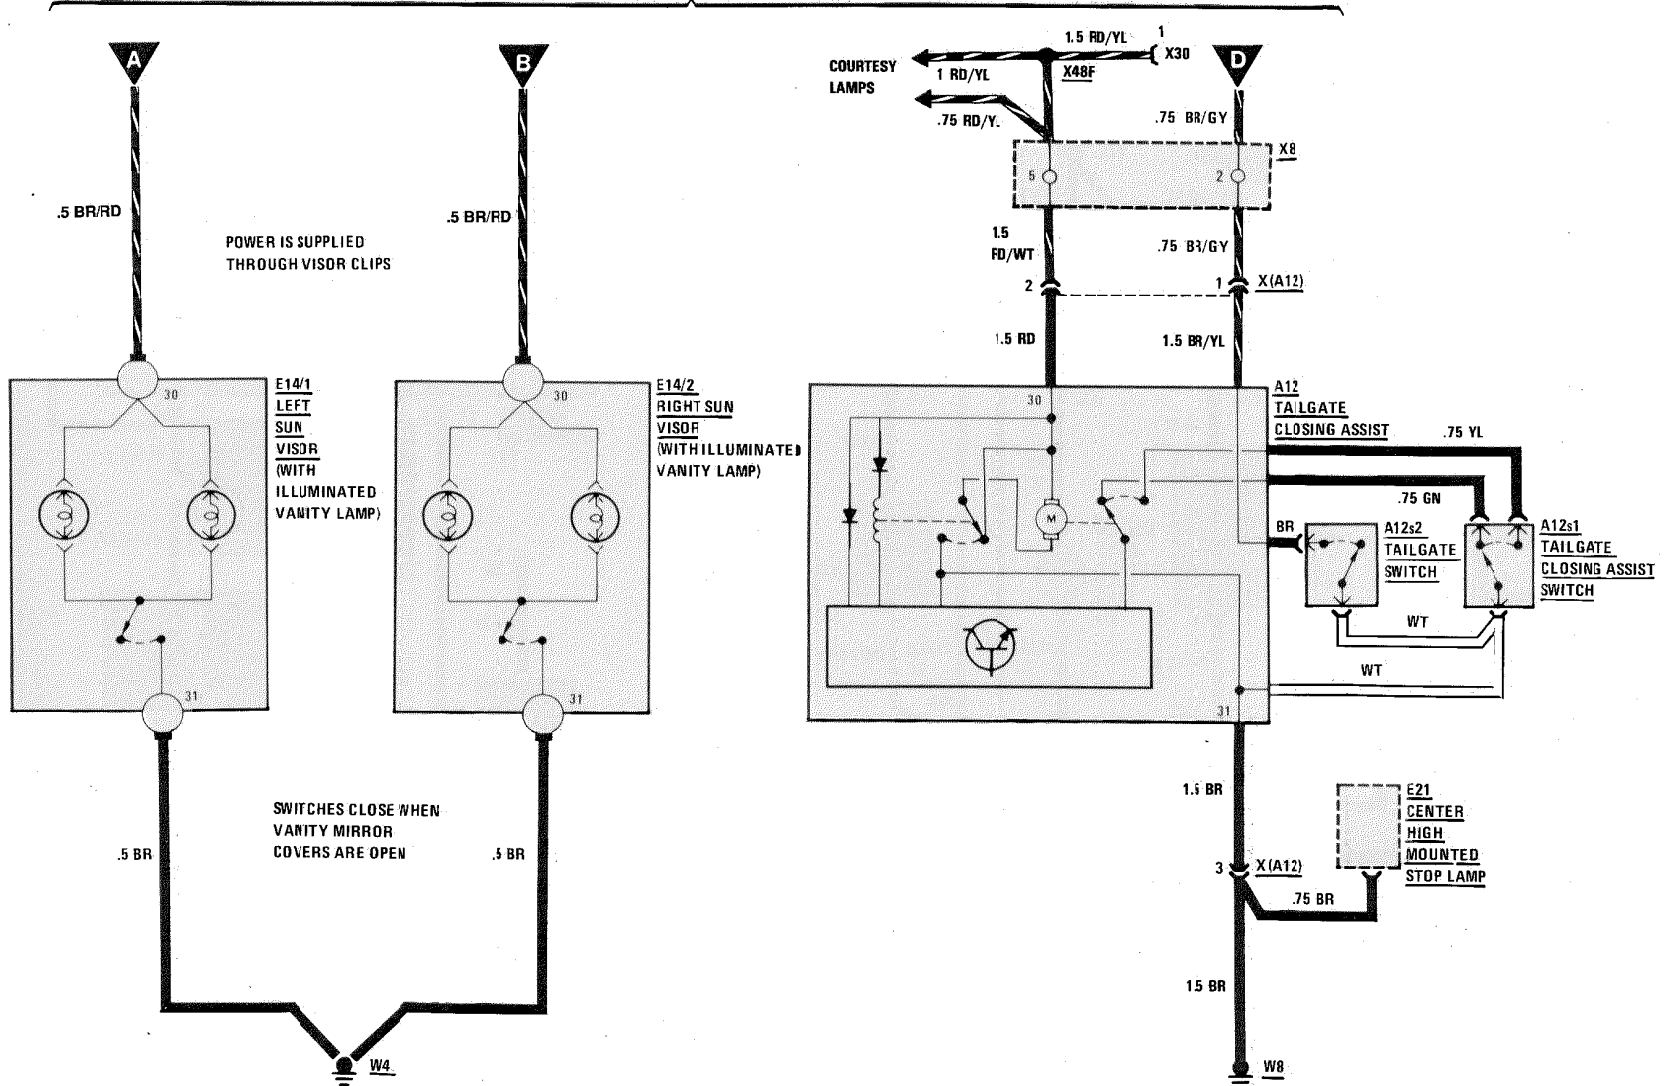 A
B
COURTESY
LAMPS
1 RD/YL
1.5 RD/YL
1
X30
X48F
.75 RD/Y
D
.75 BR/GY
X8
5
2
.5 BR/RD
.5 BR/RD
POWER IS SUPPLIED
THROUGH VISOR CLIPS
1.5
RD/WT
.75 BR/GY
2
1
X(A12)
1.5 RD
1.5 BR/YL
30
E14/1
LEFT
SUN
VISOR
(WITH
ILLUMINATED
VANITY LAMP)
30
E14/2
RIGHT SUN
VISOR
(WITH ILLUMINATED
VANITY LAMP)
30
A12
TAILGATE
CLOSING ASSIST
.75 YL
.75 GN
M
BR
A12s2
TAILGATE
SWITCH
A12s1
TAILGATE
CLOSING ASSIST
SWITCH
WT
WT
31
31
31
SWITCHES CLOSE WHEN
VANITY MIRROR
COVERS ARE OPEN
.5 BR
.5 BR
1.5 BR
E21
CENTER
HIGH
MOUNTED
STOP LAMP
3
X(A12)
.75 BR
1.5 BR
W4
W8